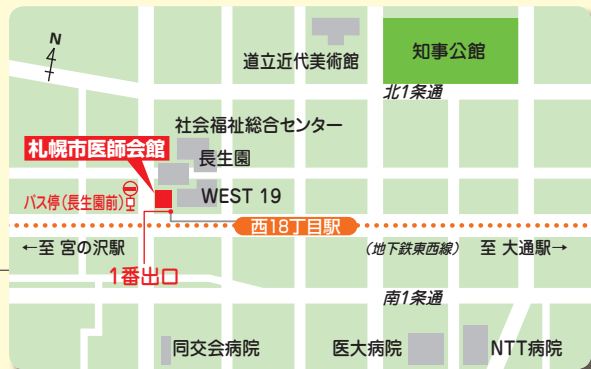 N
道立近代美術館
知事公館
北1条通
社会福祉総合センター
札幌市医師会館
長生園
バス停(長生園前)
WEST 19
西18丁目駅
←至 宮の沢駅
(地下鉄東西線)
至 大通駅→
1番出口
南1条通
同交会病院
医大病院
NTT病院